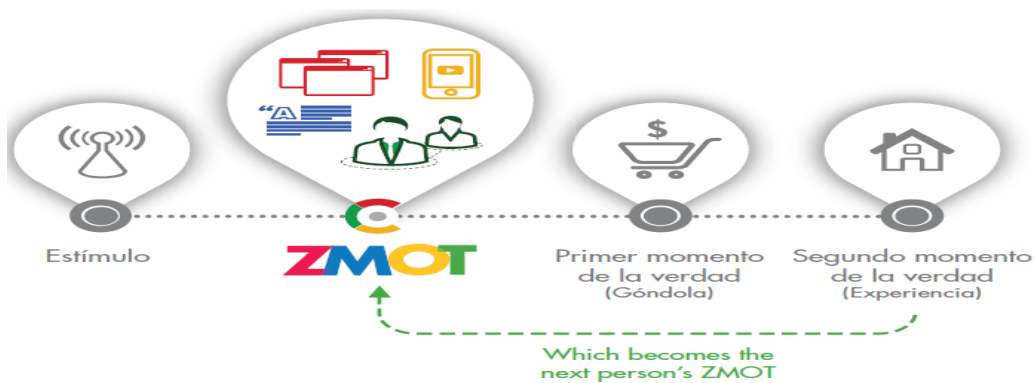 “A
$
Estímulo
ZMOT
Primer momento
de la verdad
(Góndola)
Segundo momento
de la verdad
(Experiencia)
Which becomes the
next person's ZMOT